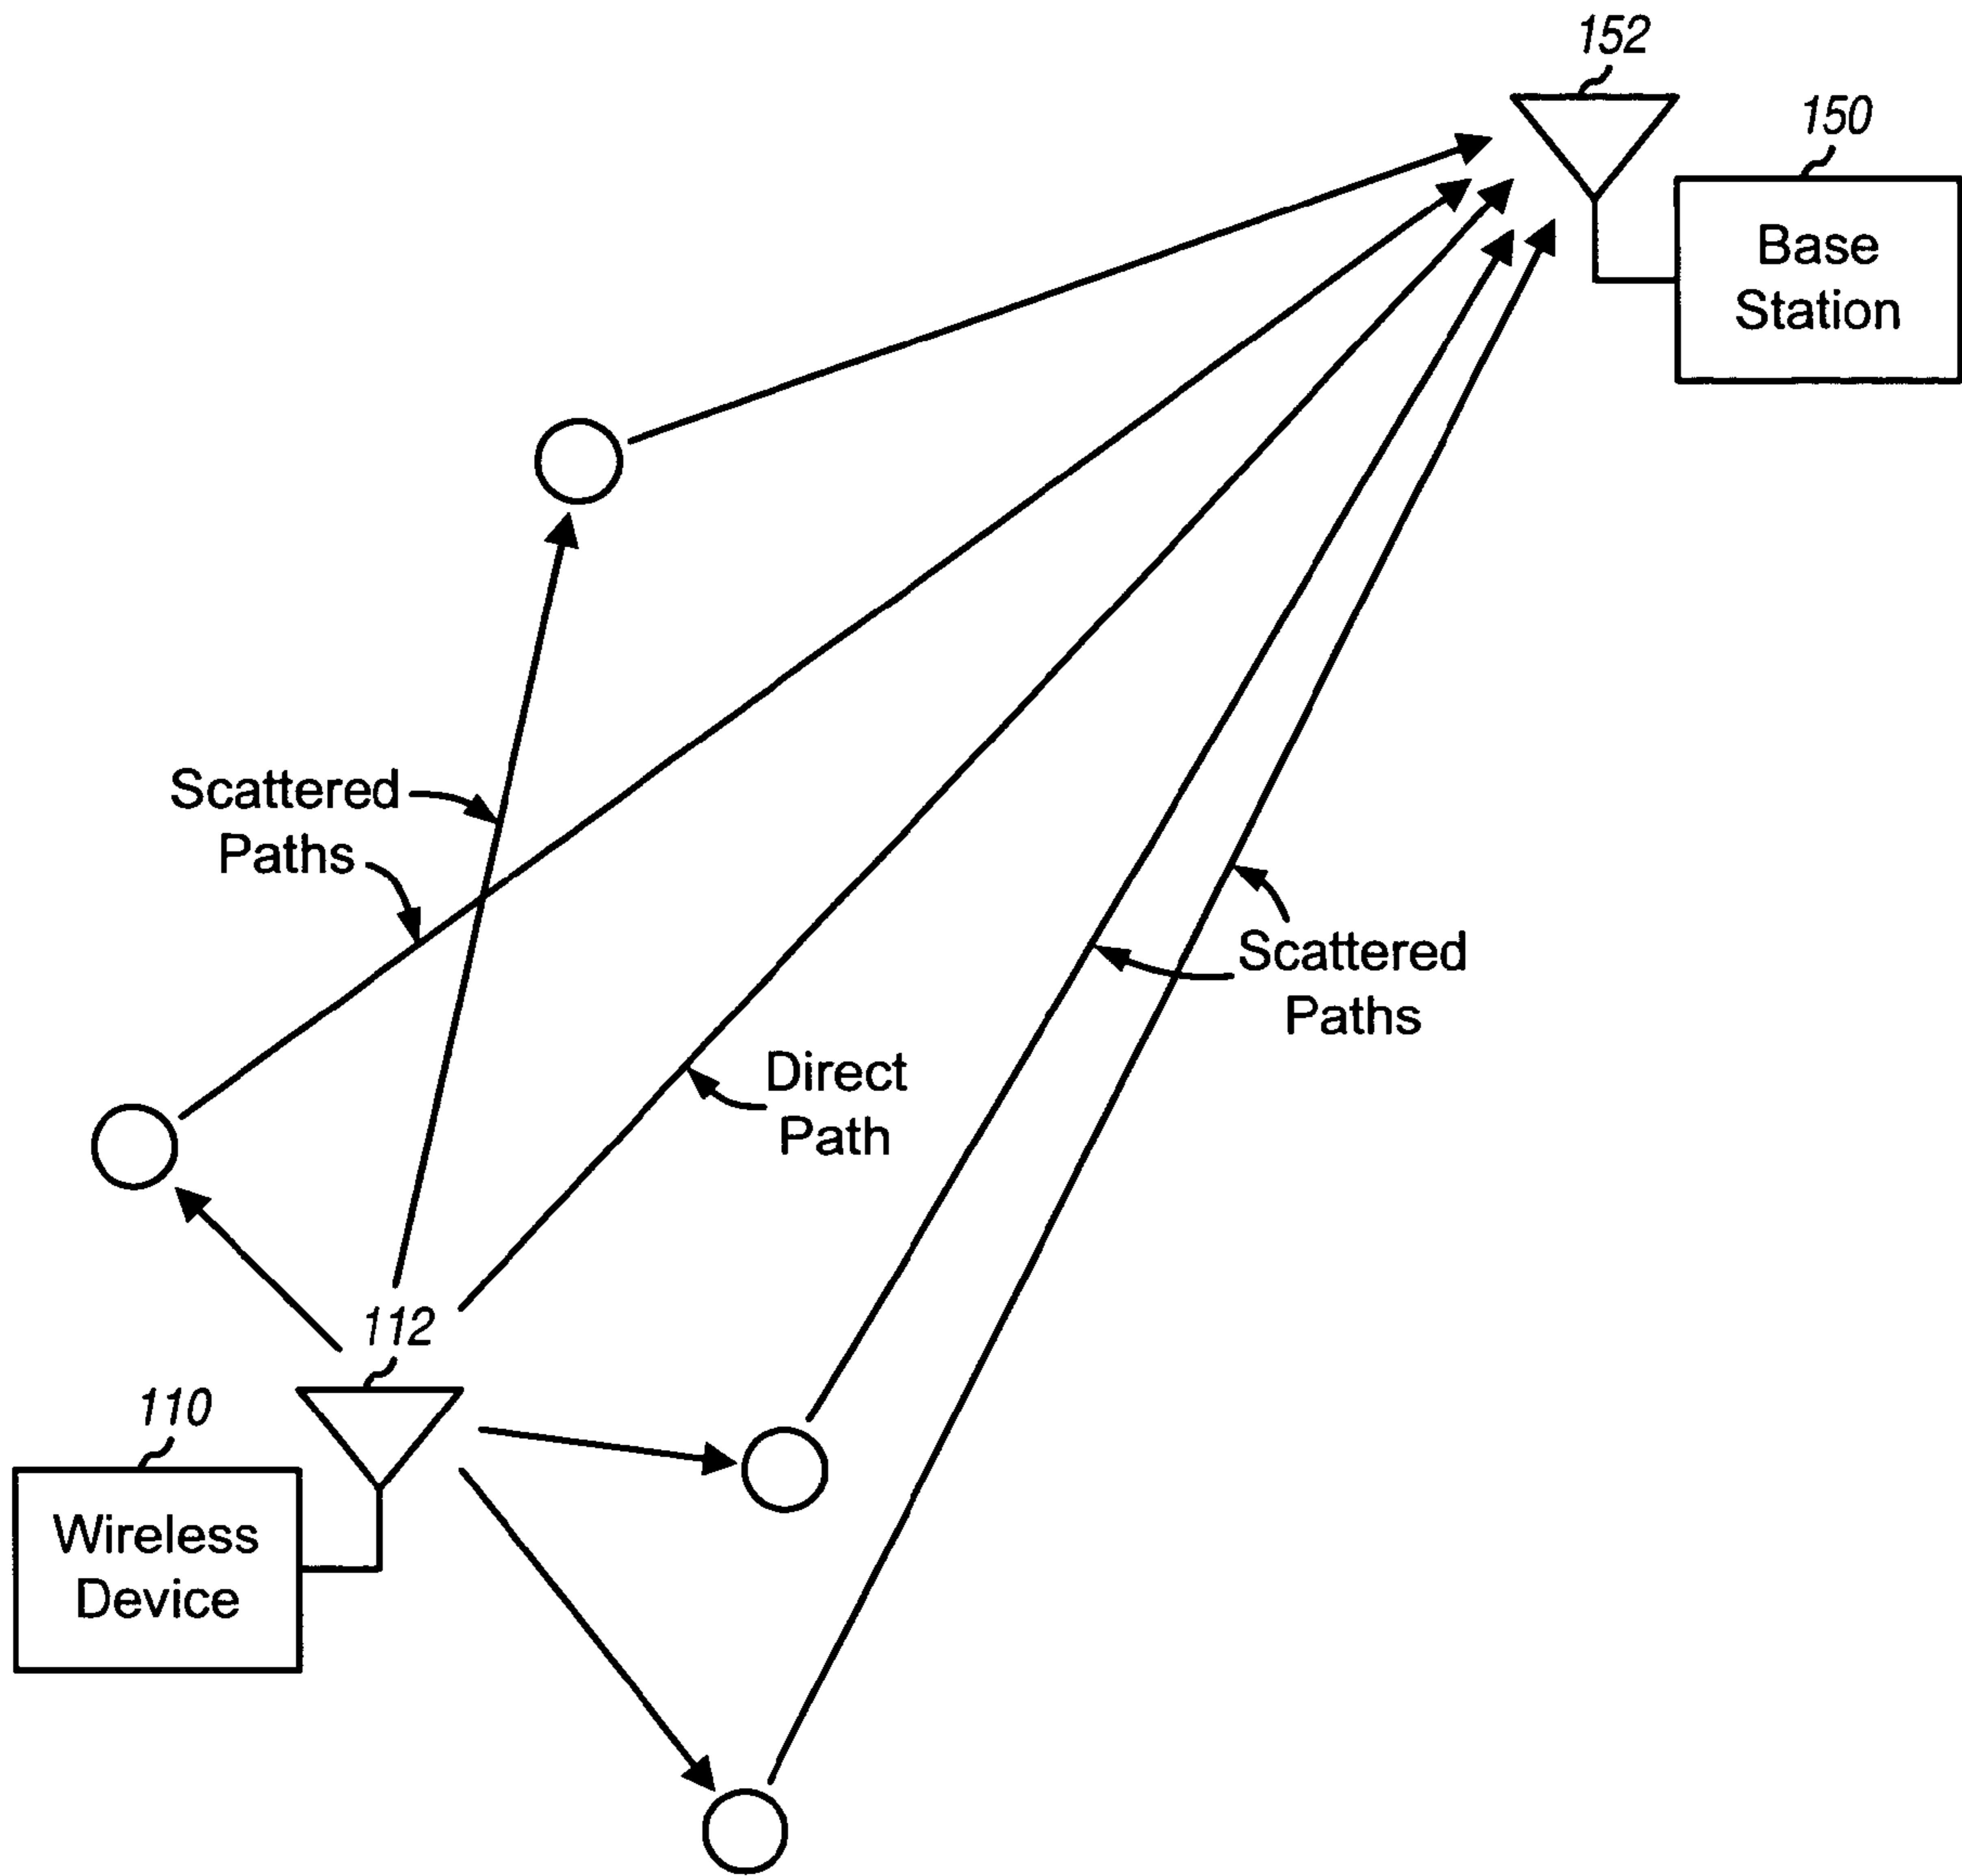 152
150
Base
Station
Scattered
Paths
Scattered
Paths
Direct
Path
112
110
Wireless
Device